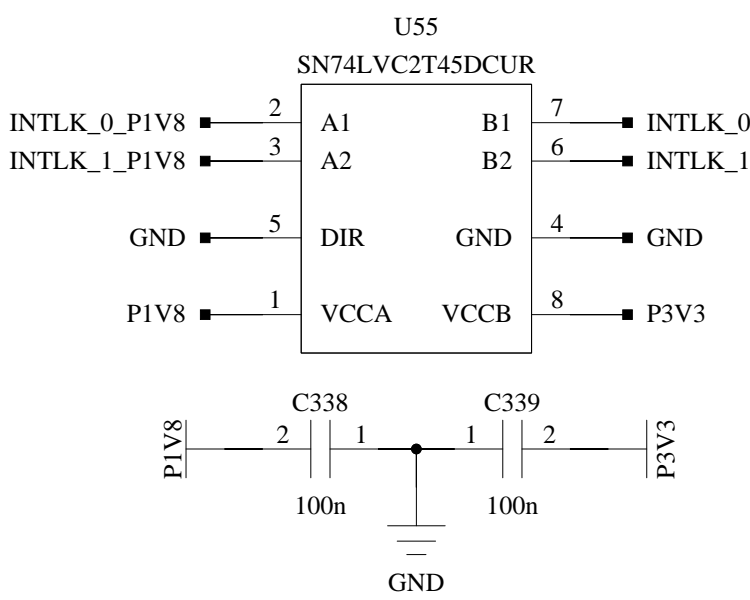 U55
SN74LVC2T45DCUR
INTLK_0_P1V8 2 A1 B1 7 INTLK_0
INTLK_1_P1V8 3 A2 B2 6 INTLK_1
GND 5 DIR GND 4 GND
P1V8 1 VCCA VCCB 8 P3V3
C338 C339
P1V8 2 1 1 2 P3V3
100n 100n
GND